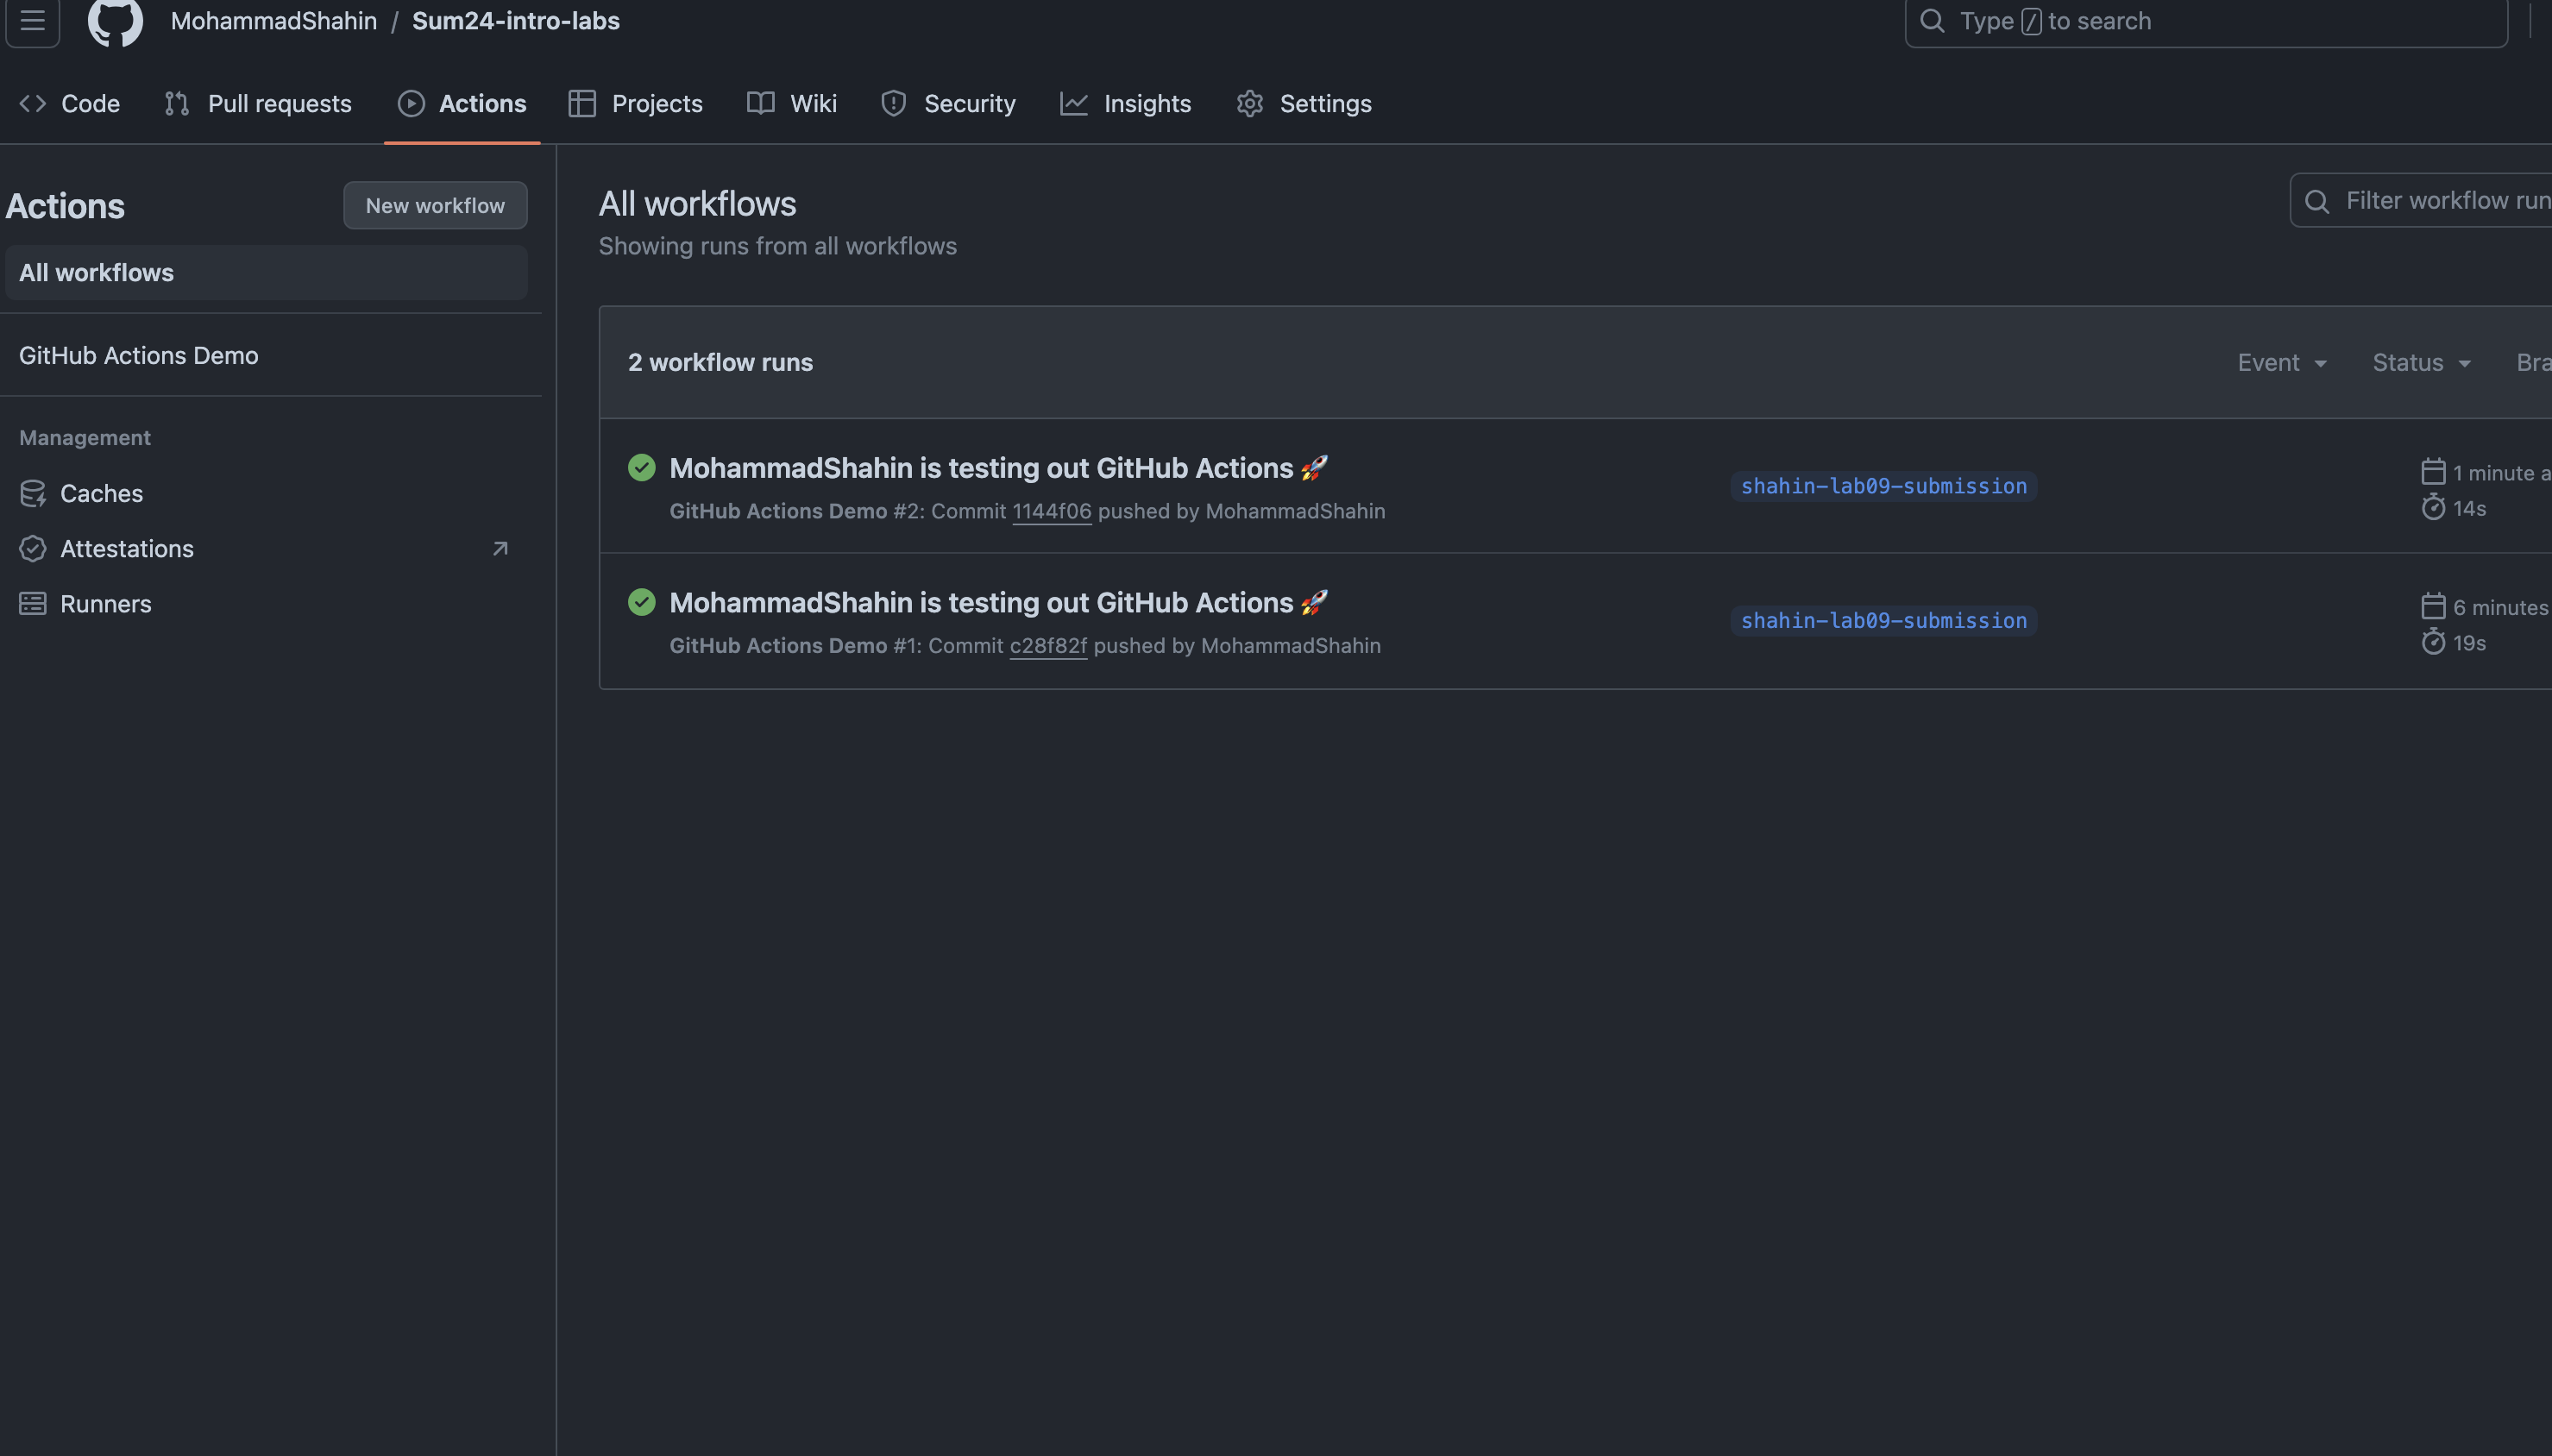 MohammadShahin / Sum24-intro-labs
Type / to search
Code Pull requests Actions Projects Wiki Security Insights Settings
Actions
New workflow
All workflows
GitHub Actions Demo
Management
Caches
Attestations
Runners
All workflows
Showing runs from all workflows
Filter workflow run
2 workflow runs
Event Status Bra
MohammadShahin is testing out GitHub Actions 🚀
GitHub Actions Demo #2: Commit 1144f06 pushed by MohammadShahin
shahin-lab09-submission
1 minute a
14s
MohammadShahin is testing out GitHub Actions 🚀
GitHub Actions Demo #1: Commit c28f82f pushed by MohammadShahin
shahin-lab09-submission
6 minutes
19s